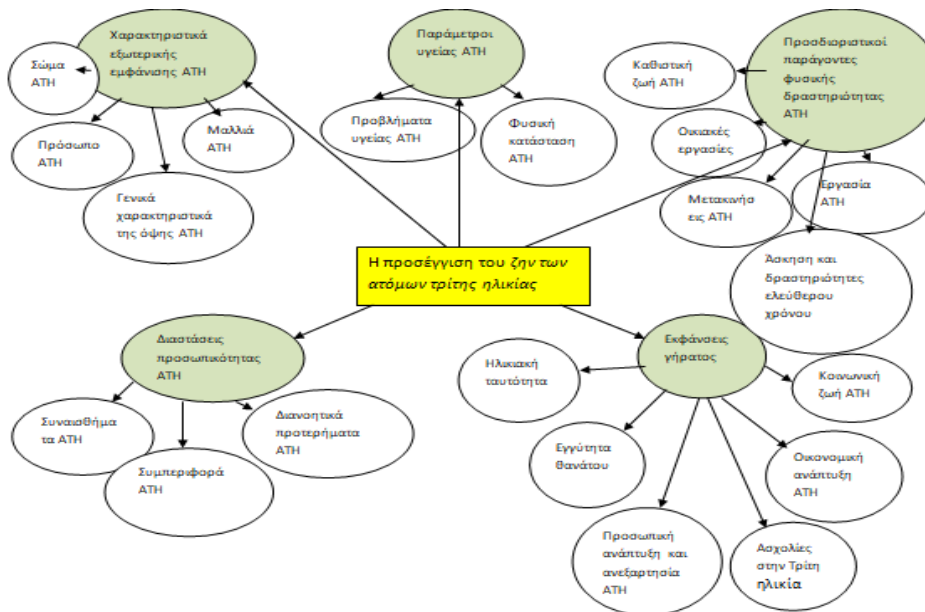 Χαρακτηριστικά
εξωτερικής
εμφάνισης ΑΤΗ
Σώμα
ΑΤΗ
Πρόσωπο
ΑΤΗ
Γενικά
χαρακτηριστικά
της όψης ΑΤΗ
Μαλλιά
ΑΤΗ
Παράμετροι
υγείας ΑΤΗ
Προβλήματα
υγείας ΑΤΗ
Φυσική
κατάσταση
ΑΤΗ
Προσδιοριστικοί
παράγοντες
φυσικής
δραστηριότητας
ΑΤΗ
Καθιστική
ζωή ΑΤΗ
Οικιακές
εργασίες
Μετακινήσ
εις ΑΤΗ
Εργασία
ΑΤΗ
Άσκηση και
δραστηριότητες
ελεύθερου
χρόνου
Η προσέγγιση του ζην των
ατόμων τρίτης ηλικίας
Διαστάσεις
προσωπικότητας
ΑΤΗ
Συναισθήμα
τα ΑΤΗ
Συμπεριφορά
ΑΤΗ
Διανοητικά
προτερήματα
ΑΤΗ
Εκφάνσεις
γήρατος
Ηλικιακή
ταυτότητα
Εγγύτητα
θανάτου
Προσωπική
ανάπτυξη και
ανεξαρτησία
ΑΤΗ
Ασχολίες
στην Τρίτη
ηλικία
Οικονομική
ανάπτυξη
ΑΤΗ
Κοινωνική
ζωή ΑΤΗ